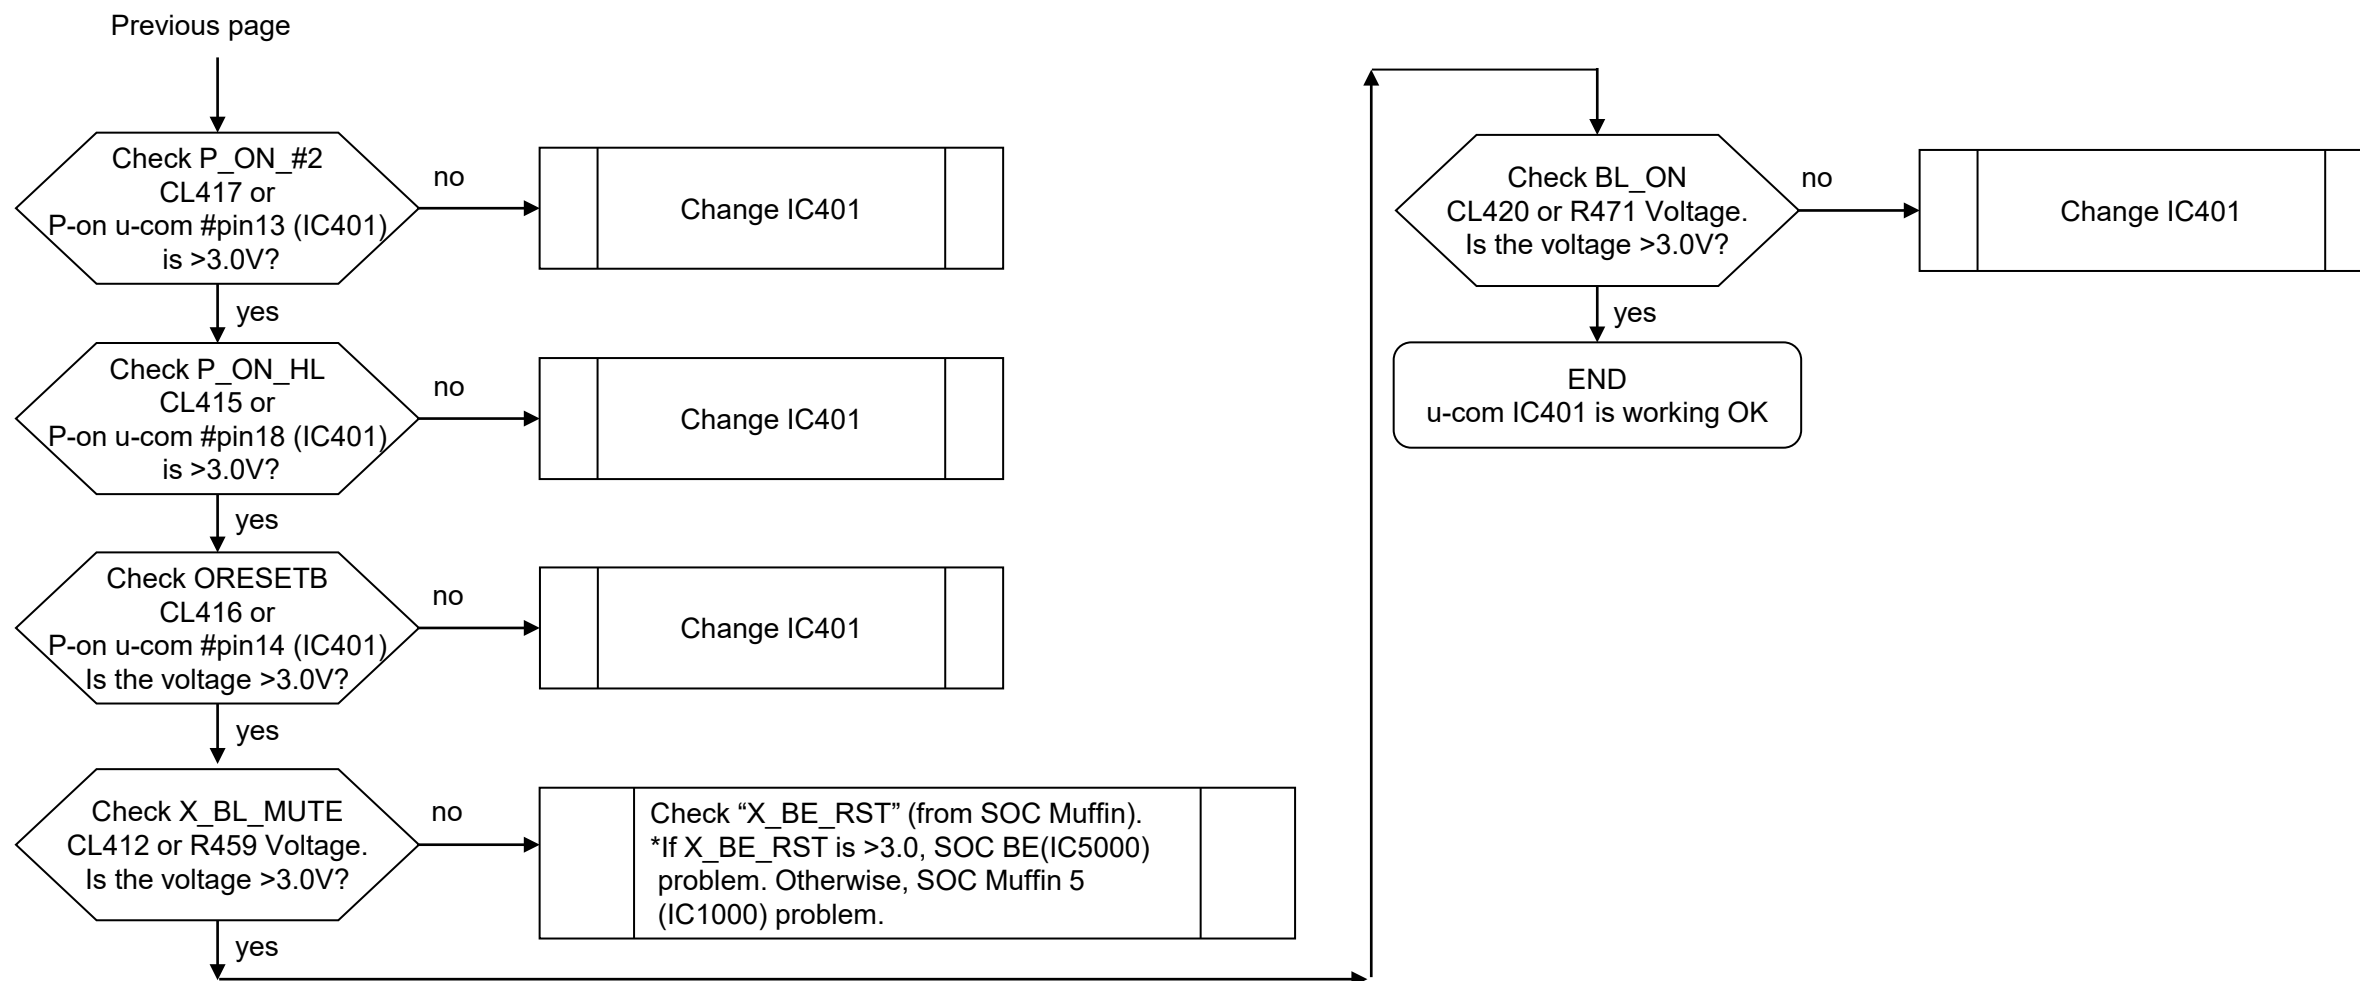 Previous page
Check P_ON_#2
CL417 or
P-on u-com #pin13 (IC401)
is >3.0V?
no
Change IC401
yes
Check P_ON_HL
CL415 or
P-on u-com #pin18 (IC401)
is >3.0V?
no
Change IC401
yes
Check ORESETB
CL416 or
P-on u-com #pin14 (IC401)
Is the voltage >3.0V?
no
Change IC401
yes
Check X_BL_MUTE
CL412 or R459 Voltage.
Is the voltage >3.0V?
no
Check “X_BE_RST” (from SOC Muffin).
*If X_BE_RST is >3.0, SOC BE(IC5000)
problem. Otherwise, SOC Muffin 5
(IC1000) problem.
yes
Check BL_ON
CL420 or R471 Voltage.
Is the voltage >3.0V?
no
Change IC401
yes
END
u-com IC401 is working OK